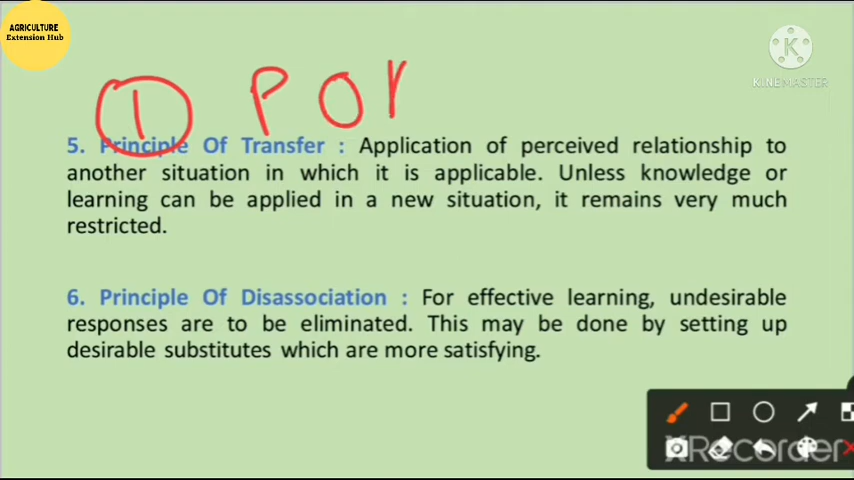 AGRICULTURE
Extension Hub
KINEMASTER
① P O r
5. Principle Of Transfer : Application of perceived relationship to
another situation in which it is applicable. Unless knowledge or
learning can be applied in a new situation, it remains very much
restricted.
6. Principle Of Disassociation : For effective learning, undesirable
responses are to be eliminated. This may be done by setting up
desirable substitutes which are more satisfying.
XRecorder